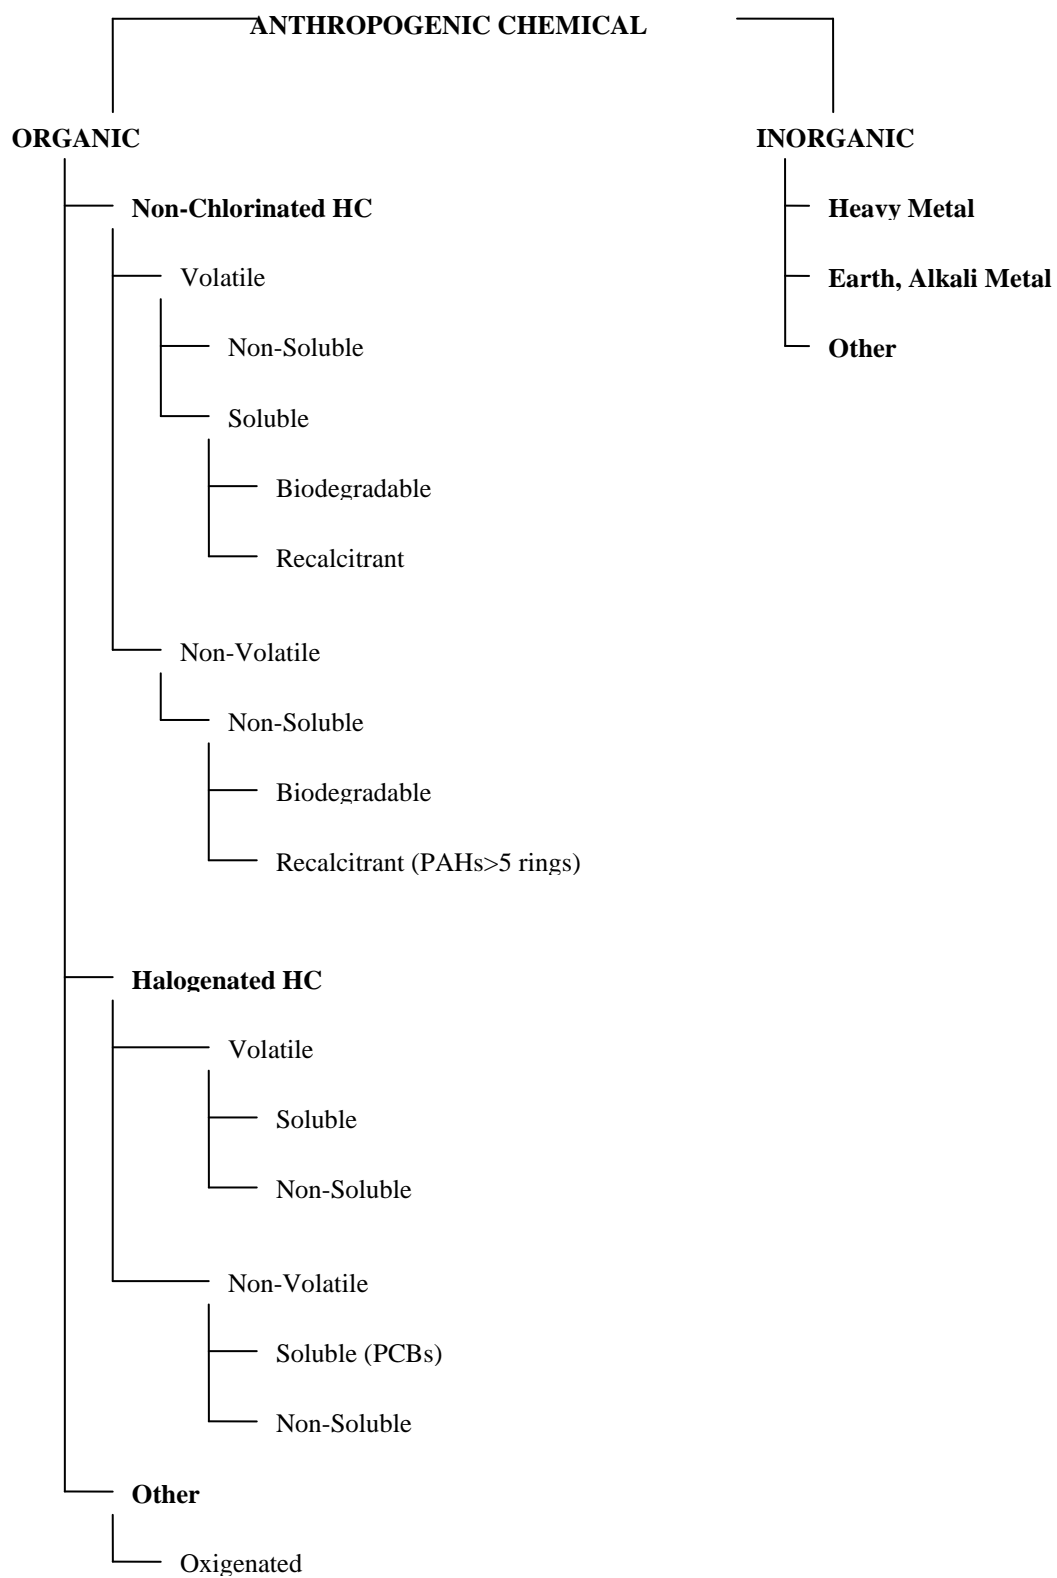 ANTHROPOGENIC CHEMICAL
ORGANIC
INORGANIC
Non-Chlorinated HC
Heavy Metal
Volatile
Earth, Alkali Metal
Non-Soluble
Other
Soluble
Biodegradable
Recalcitrant
Non-Volatile
Non-Soluble
Biodegradable
Recalcitrant (PAHs>5 rings)
Halogenated HC
Volatile
Soluble
Non-Soluble
Non-Volatile
Soluble (PCBs)
Non-Soluble
Other
Oxigenated